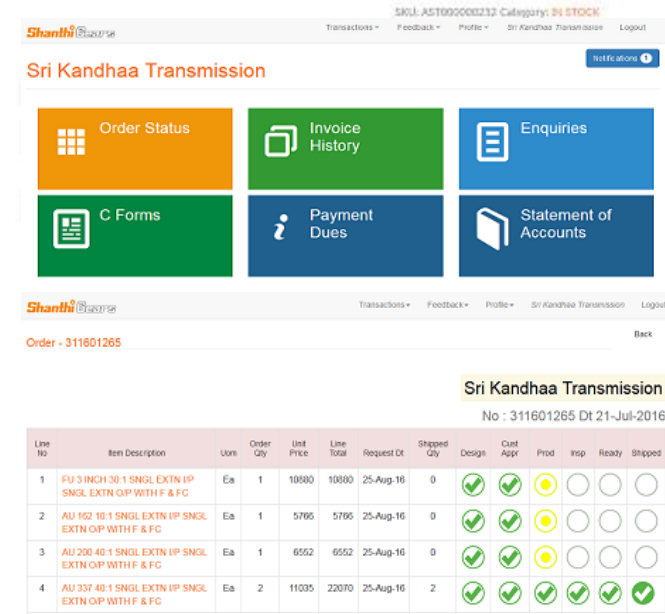 SKU: AST000000232 Category: IN STOCK
Shanthi Gears
Transactions Feedback Profile Sri Kandhaa Transmission Logout
Sri Kandhaa Transmission
Notifications 1
Order Status
Invoice
History
Enquiries
C Forms
Payment
Dues
Statement of
Accounts
Shanthi Gears
Transactions Feedback Profile Sri Kandhaa Transmission Logout
Back
Order - 311601265
Sri Kandhaa Transmission
No : 311601265 Dt 21-Jul-2016
Line No Item Description Uom Order Qty Unit Price Line Total Request Dt Shipped Qty Design Cust Appr Prod Insp Ready Shipped
1 FU 3 INCH 30:1 SNGL EXTN I/P Ea 1 10880 10880 25-Aug-16 0
SNGL EXTN O/P WITH F & FC
2 AU 162 10:1 SNGL EXTN I/P SNGL Ea 1 5766 5766 25-Aug-16 0
EXTN O/P WITH F & FC
3 AU 200 40:1 SNGL EXTN I/P SNGL Ea 1 6552 6552 25-Aug-16 0
EXTN O/P WITH F & FC
4 AU 337 40:1 SNGL EXTN I/P SNGL Ea 2 11035 22070 25-Aug-16 2
EXTN O/P WITH F & FC